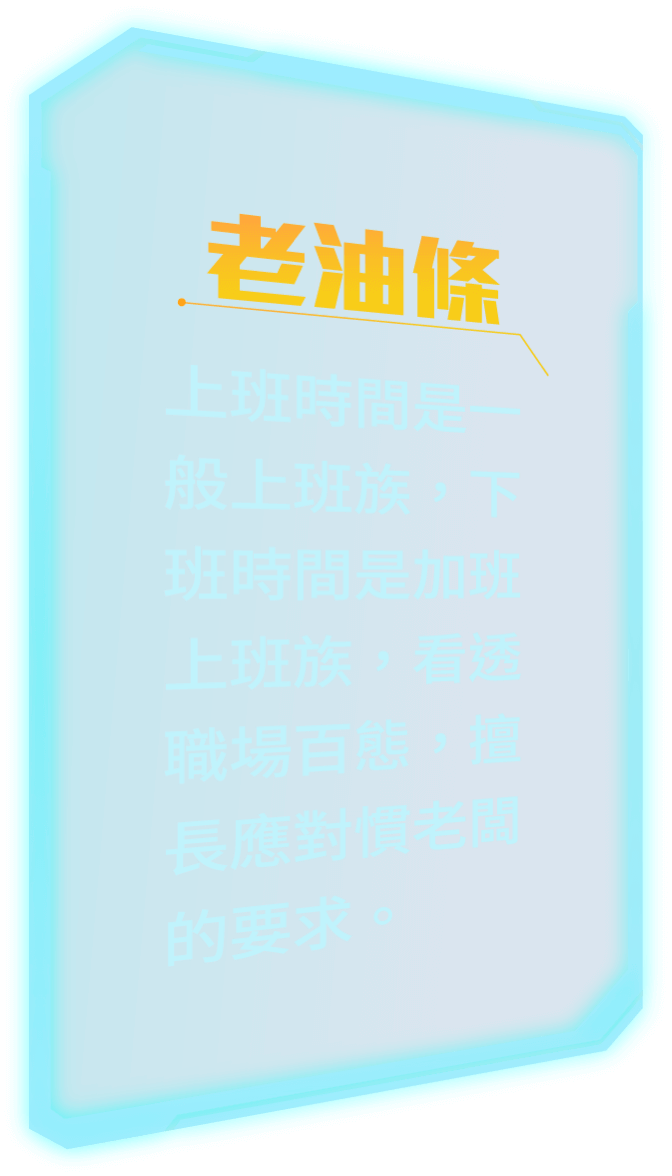 老油條
上班時間是一
般上班族，下
班時間是加班
上班族，看透
職場百態，擅
長應對慣老闆
的要求。